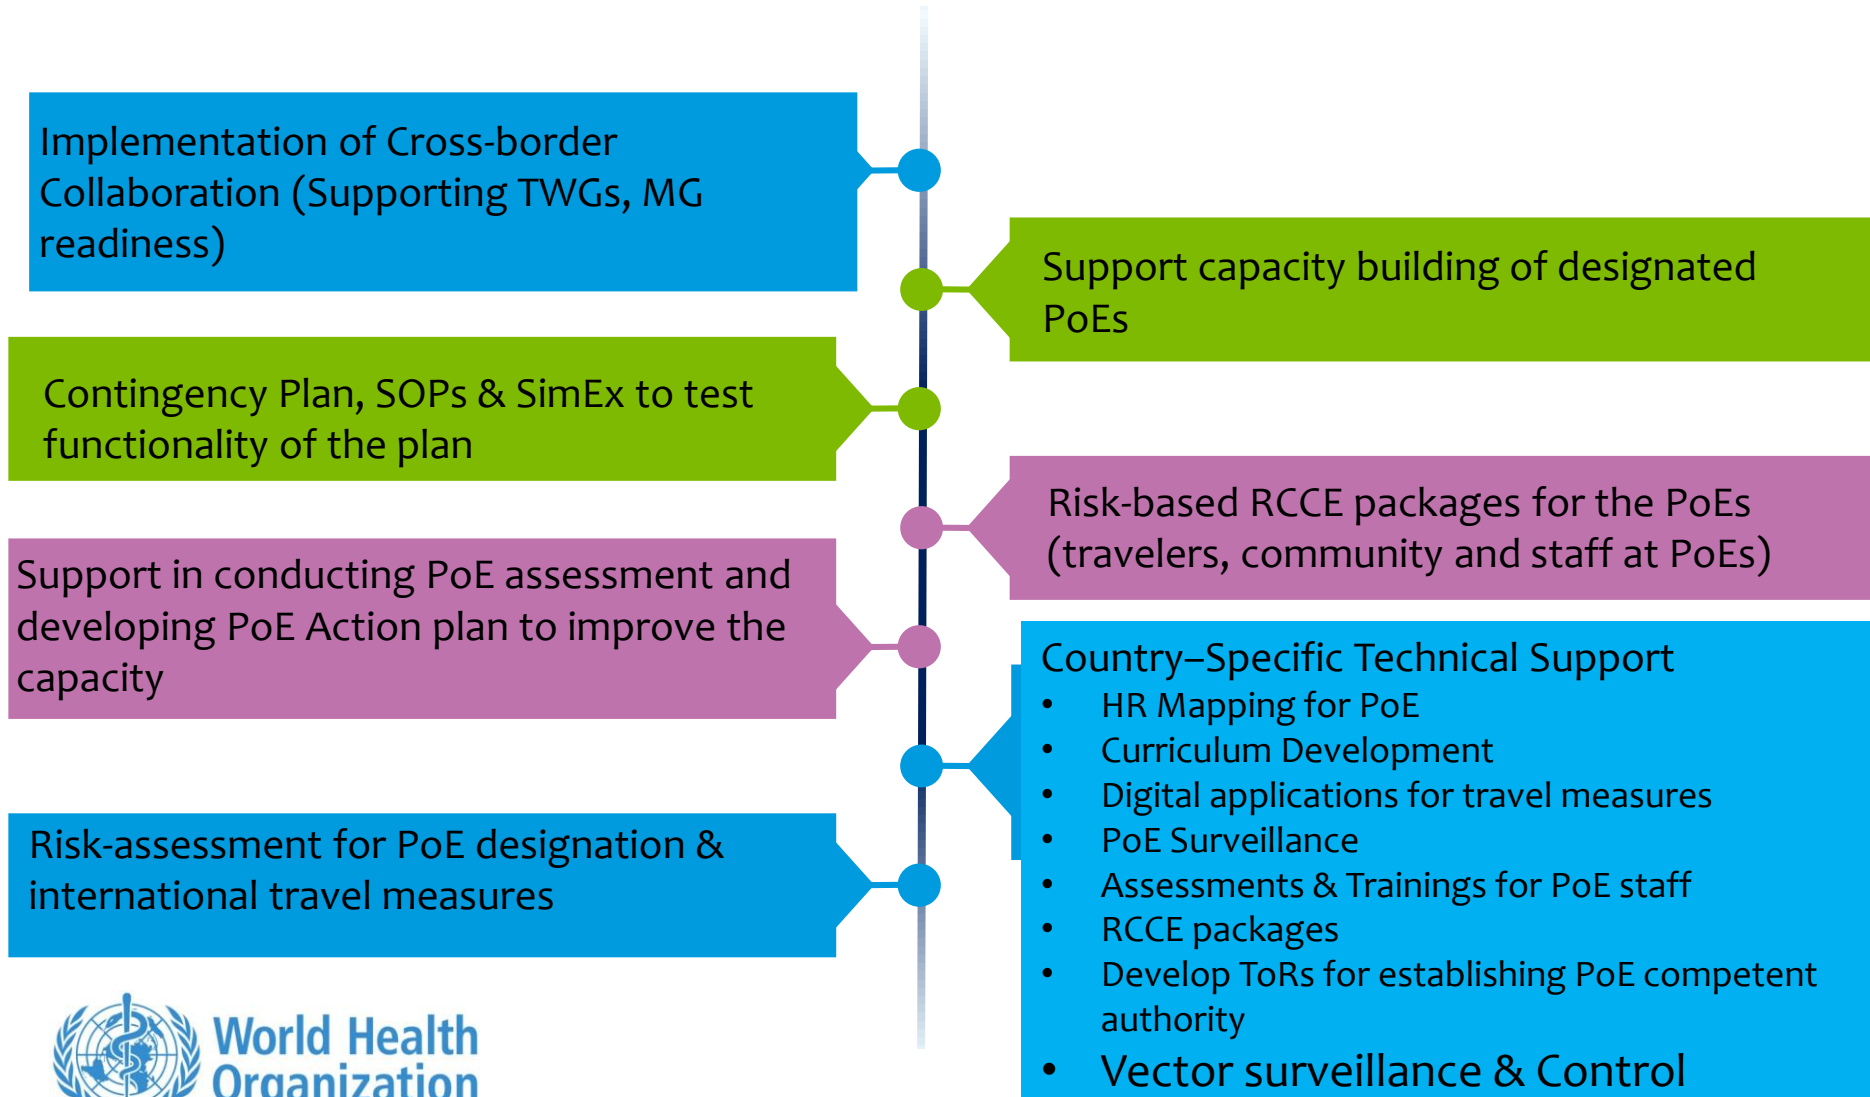 Implementation of Cross-border
Collaboration (Supporting TWGs, MG
readiness)
Support capacity building of designated
PoEs
Contingency Plan, SOPs & SimEx to test
functionality of the plan
Risk-based RCCE packages for the PoEs
(travelers, community and staff at PoEs)
Support in conducting PoE assessment and
developing PoE Action plan to improve the
capacity
Country–Specific Technical Support
• HR Mapping for PoE
• Curriculum Development
• Digital applications for travel measures
• PoE Surveillance
• Assessments & Trainings for PoE staff
• RCCE packages
• Develop ToRs for establishing PoE competent
authority
• Vector surveillance & Control
Risk-assessment for PoE designation &
international travel measures
World Health
Organization